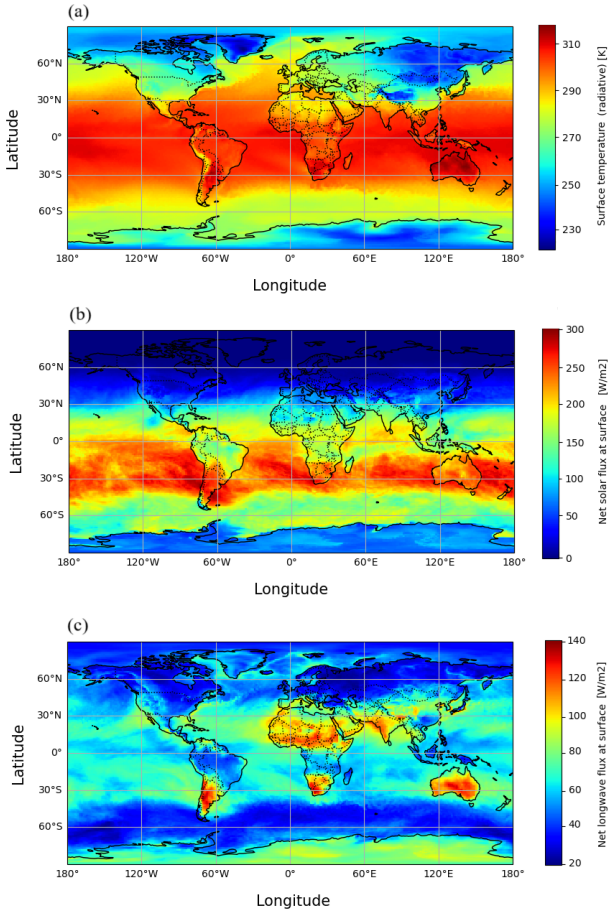 (a)
60°N
30°N
0°
30°S
60°S
Latitude
180°
120°W
60°W
0°
60°E
120°E
180°
Longitude
310
300
290
280
270
260
250
240
230
Surface temperature (radiative) [K]
(b)
60°N
30°N
0°
30°S
60°S
Latitude
180°
120°W
60°W
0°
60°E
120°E
180°
Longitude
300
250
200
150
100
50
0
Net solar flux at surface [W/m2]
(c)
60°N
30°N
0°
30°S
60°S
Latitude
180°
120°W
60°W
0°
60°E
120°E
180°
Longitude
140
120
100
80
60
40
20
Net longwave flux at surface [W/m2]